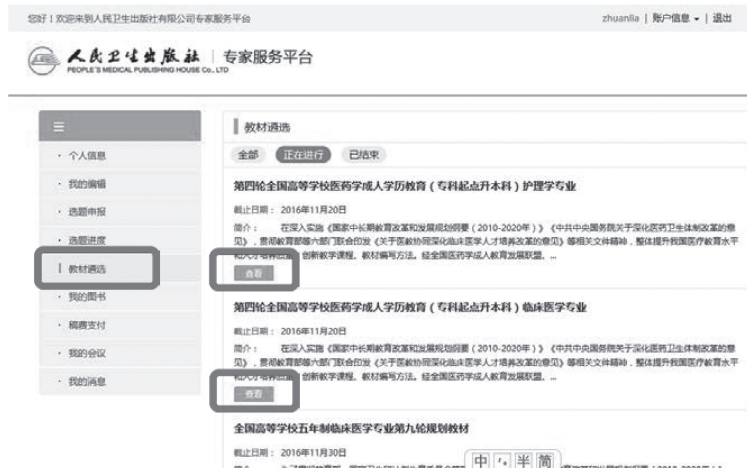 您好！欢迎来到人民卫生出版社有限公司专家服务平台
zhuanjia | 账户信息 | 退出
人民卫生出版社 | 专家服务平台
PEOPLE'S MEDICAL PUBLISHING HOUSE CO., LTD
个人信息
我的编辑
选题申报
选题进度
教材遴选
我的图书
稿费支付
我的会议
我的消息
教材遴选
全部 正在进行 已结束
第四轮全国高等学校医药学成人学历教育（专科起点升本科）护理学专业
截止日期： 2016年11月20日
简介： 在深入实施《国家中长期教育改革和发展规划纲要（2010-2020年）》《中共中央国务院关于深化医药卫生体制改革的意
见》，贯彻教育部等六部门联合印发《关于医教协同深化临床医学人才培养改革的意见》等相关文件精神，整体提升我国医疗教育水平
创新教学课程、教材编写方法。经全国医药学成人教育发展联盟、...
查看
第四轮全国高等学校医药学成人学历教育（专科起点升本科）临床医学专业
截止日期： 2016年11月20日
简介： 在深入实施《国家中长期教育改革和发展规划纲要（2010-2020年）》《中共中央国务院关于深化医药卫生体制改革的意
见》，贯彻教育部等六部门联合印发《关于医教协同深化临床医学人才培养改革的意见》等相关文件精神，整体提升我国医疗教育水平
创新教学课程、教材编写方法。经全国医药学成人教育发展联盟、...
查看
全国高等学校五年制临床医学专业第九轮规划教材
截止日期： 2016年11月30日
中 半 简